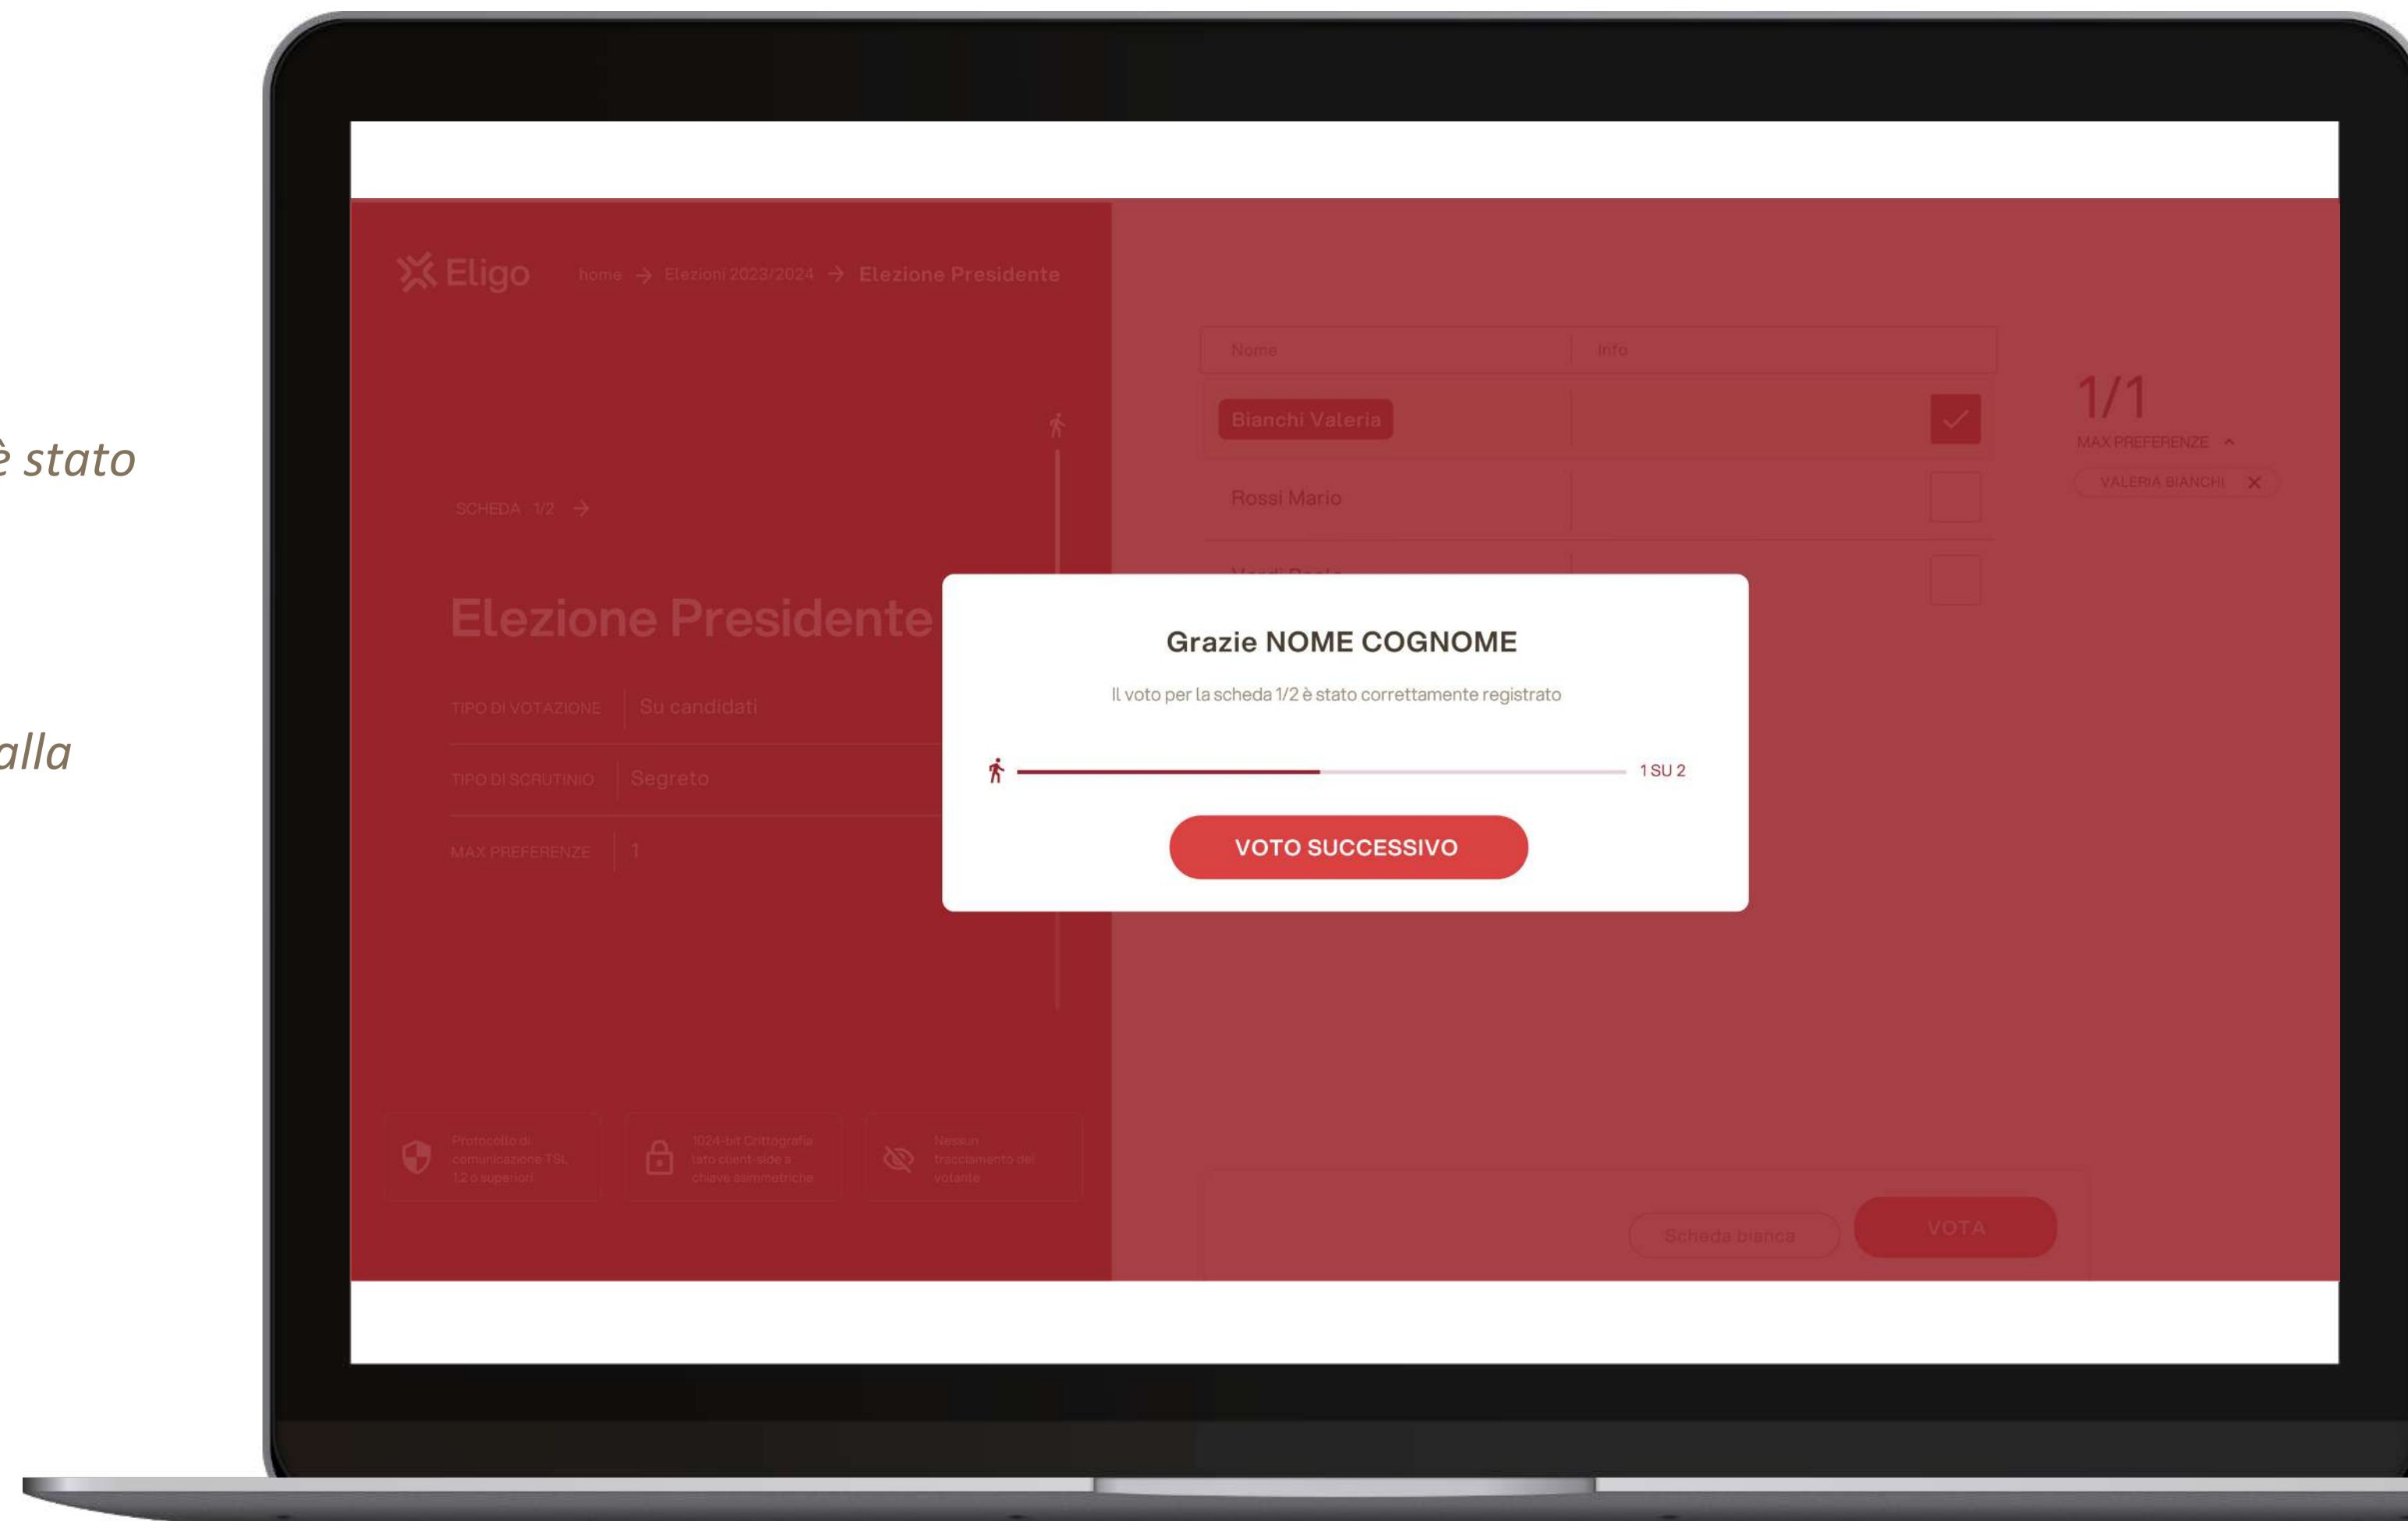 è stato
alla
Eligo home → Elezioni 2023/2024 → Elezione Presidente
SCHEDA 1/2 →
Elezione Presidente
TIPO DI VOTAZIONE Su candidati
TIPO DI SCRUTINIO Segreto
MAX PREFERENZE 1
Protocollo di
comunicazione TSL
1.2 o superiori
1024-bit Crittografia
lato client-side a
chiave asimmetriche
Nessun
tracciamento del
votante
Nome Info
Bianchi Valeria
Rossi Mario
1/1
MAX PREFERENZE
VALERIA BIANCHI X
Grazie NOME COGNOME
Il voto per la scheda 1/2 è stato correttamente registrato
1 SU 2
VOTO SUCCESSIVO
Scheda bianca
VOTA